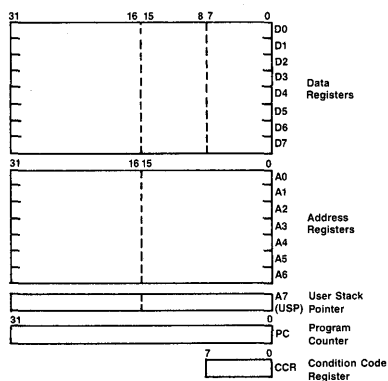 31 16 15 8 7 0
D0
D1
D2
D3
D4
D5
D6
D7
Data
Registers
31 16 15 0
A0
A1
A2
A3
A4
A5
A6
Address
Registers
A7 User Stack
(USP) Pointer
31 0
PC Program
Counter
7 0
CCR Condition Code
Register